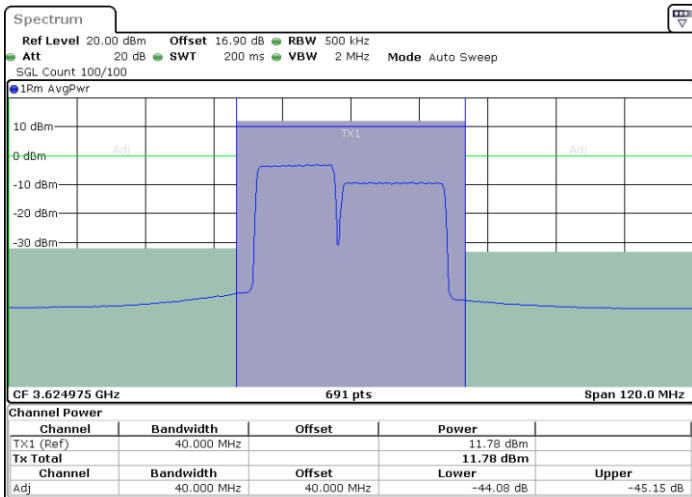 Spectrum
Ref Level 20.00 dBm Offset 16.90 dB RBW 500 kHz
Att 20 dB SWT 200 ms VBW 2 MHz Mode Auto Sweep
SGL Count 100/100
1Rm AvgPwr
TX1
10 dBm
Adj Adj
0 dBm
-10 dBm
-20 dBm
-30 dBm
CF 3.624975 GHz 691 pts Span 120.0 MHz
Channel Power
Channel Bandwidth Offset Power
TX1 (Ref) 40.000 MHz 11.78 dBm
Tx Total 11.78 dBm
Channel Bandwidth Offset Lower Upper
Adj 40.000 MHz 40.000 MHz -44.08 dB -45.15 dB